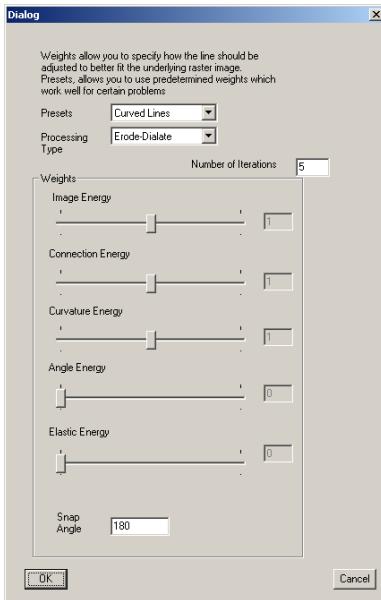 Dialog
Weights allow you to specify how the line should be
adjusted to better fit the underlying raster image.
Presets, allows you to use predetermined weights which
work well for certain problems
Presets
Curved Lines
Processing
Type
Erode-Dialate
Number of Iterations
5
Weights
Image Energy
1
Connection Energy
1
Curvature Energy
1
Angle Energy
0
Elastic Energy
0
Snap
Angle
180
OK
Cancel